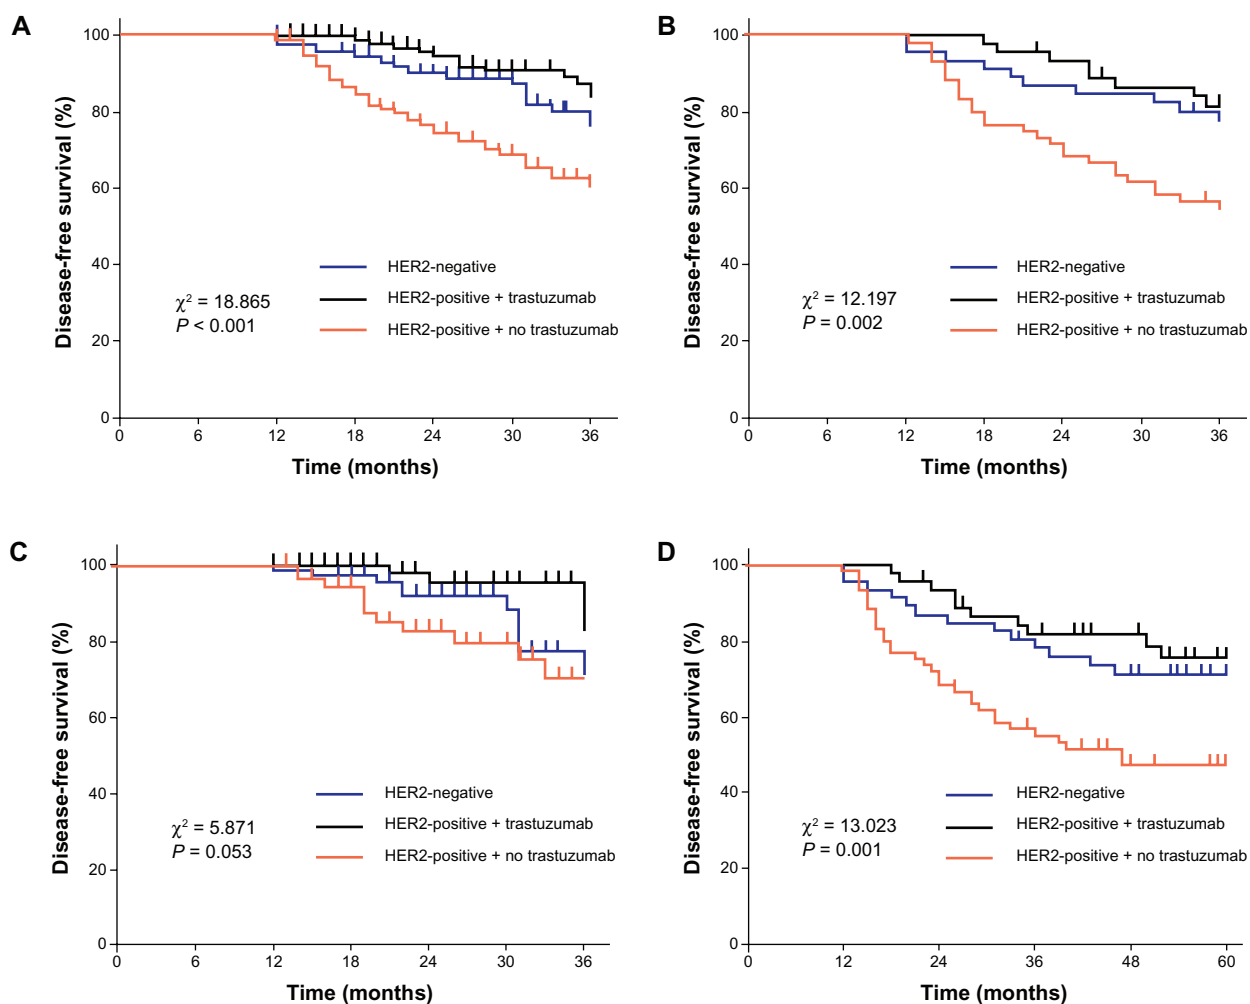 A
Disease-free survival (%)
100
80
60
40
20
0
HER2-negative
HER2-positive + trastuzumab
HER2-positive + no trastuzumab
χ² = 18.865
P < 0.001
0 6 12 18 24 30 36
Time (months)
B
Disease-free survival (%)
100
80
60
40
20
0
HER2-negative
HER2-positive + trastuzumab
HER2-positive + no trastuzumab
χ² = 12.197
P = 0.002
0 6 12 18 24 30 36
Time (months)
C
Disease-free survival (%)
100
80
60
40
20
0
HER2-negative
HER2-positive + trastuzumab
HER2-positive + no trastuzumab
χ² = 5.871
P = 0.053
0 12 18 24 30 36
Time (months)
D
Disease-free survival (%)
100
80
60
40
20
0
HER2-negative
HER2-positive + trastuzumab
HER2-positive + no trastuzumab
χ² = 13.023
P = 0.001
0 12 24 36 48 60
Time (months)